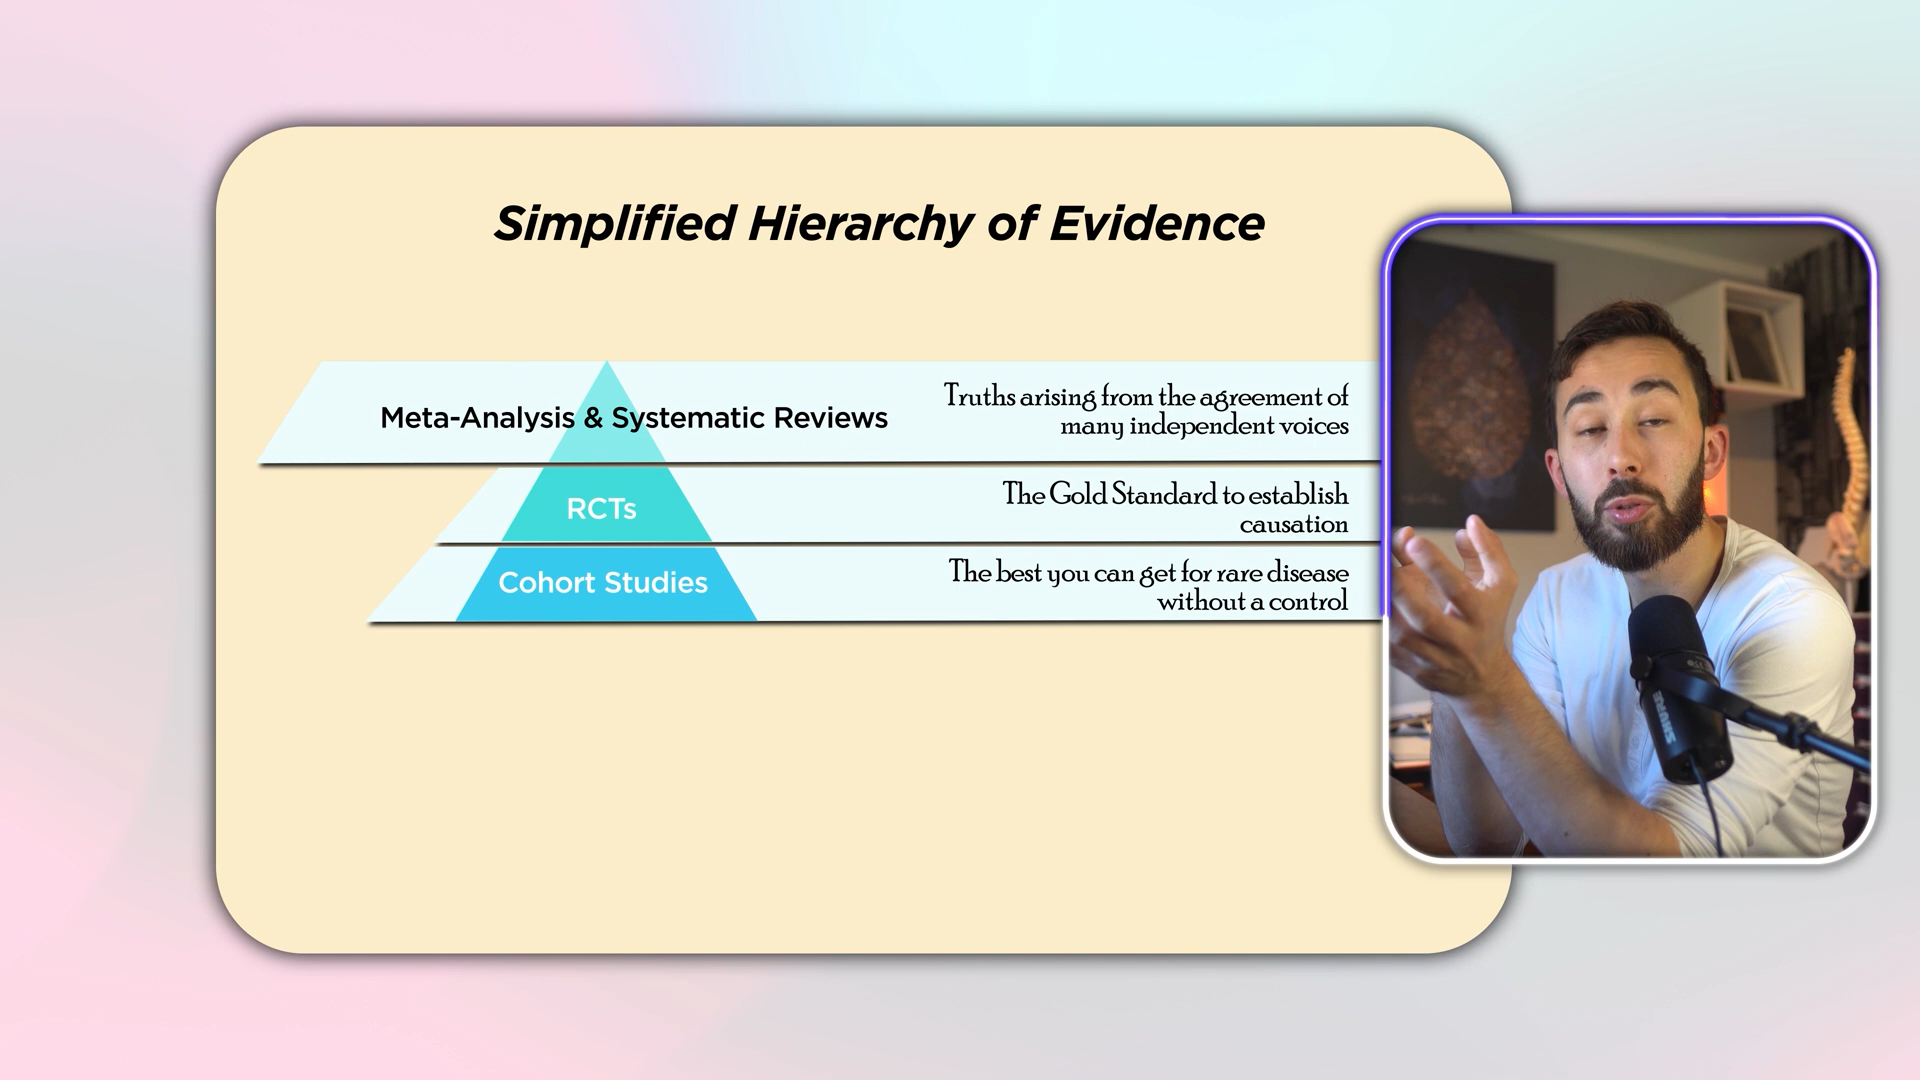 Simplified Hierarchy of Evidence
Meta-Analysis & Systematic Reviews
Truths arising from the agreement of
many independent voices
RCTs
The Gold Standard to establish
causation
Cohort Studies
The best you can get for rare disease
without a control
SHURE